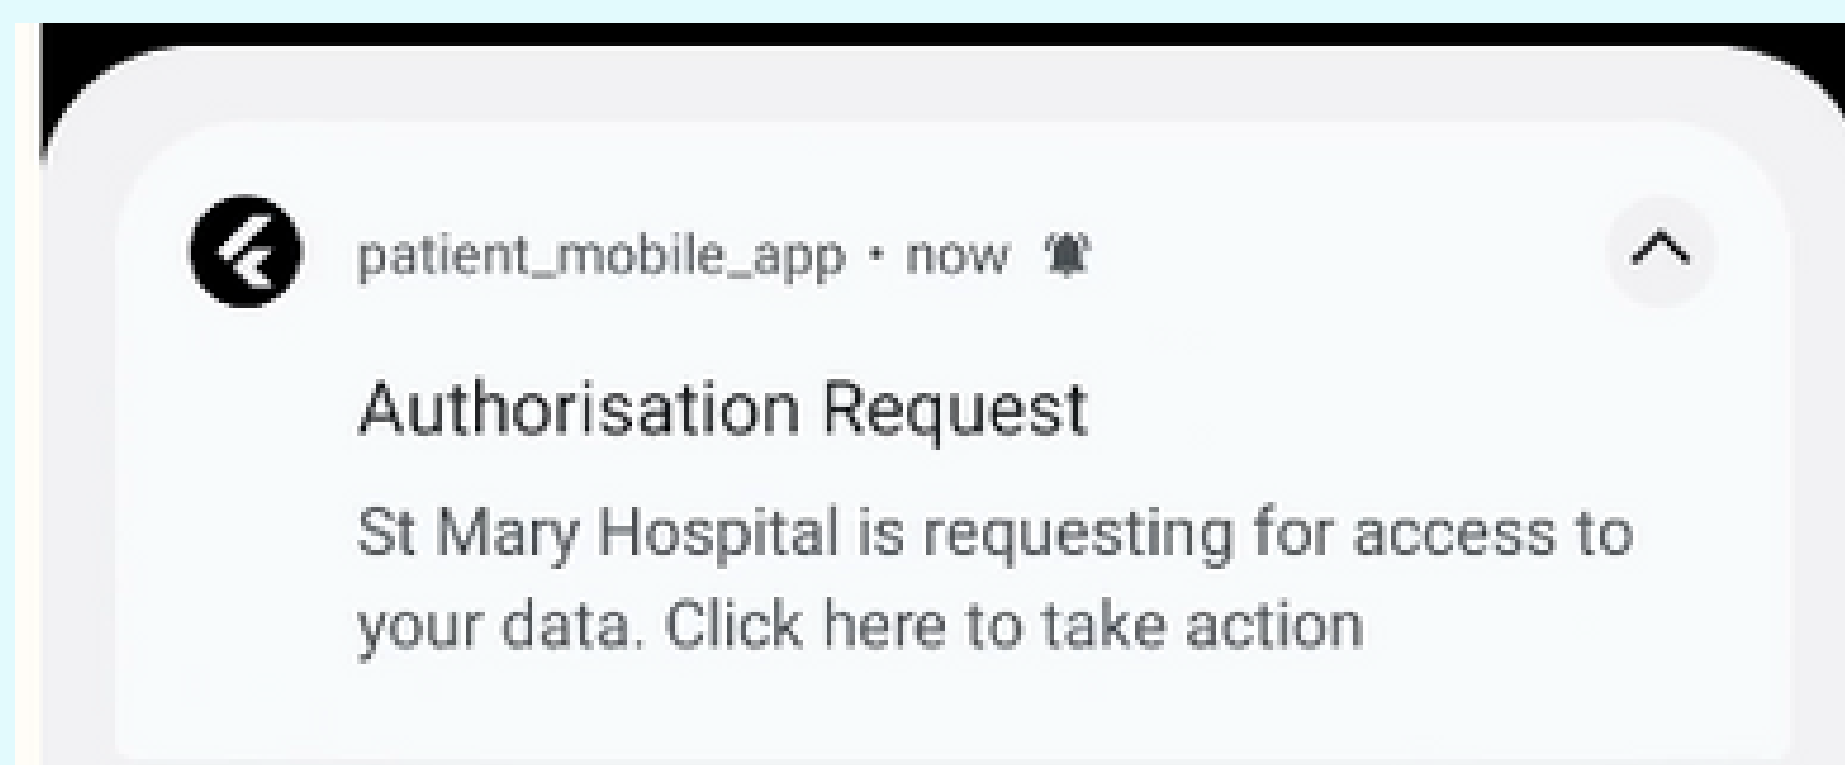 patient_mobile_app • now
Authorisation Request
St Mary Hospital is requesting for access to
your data. Click here to take action